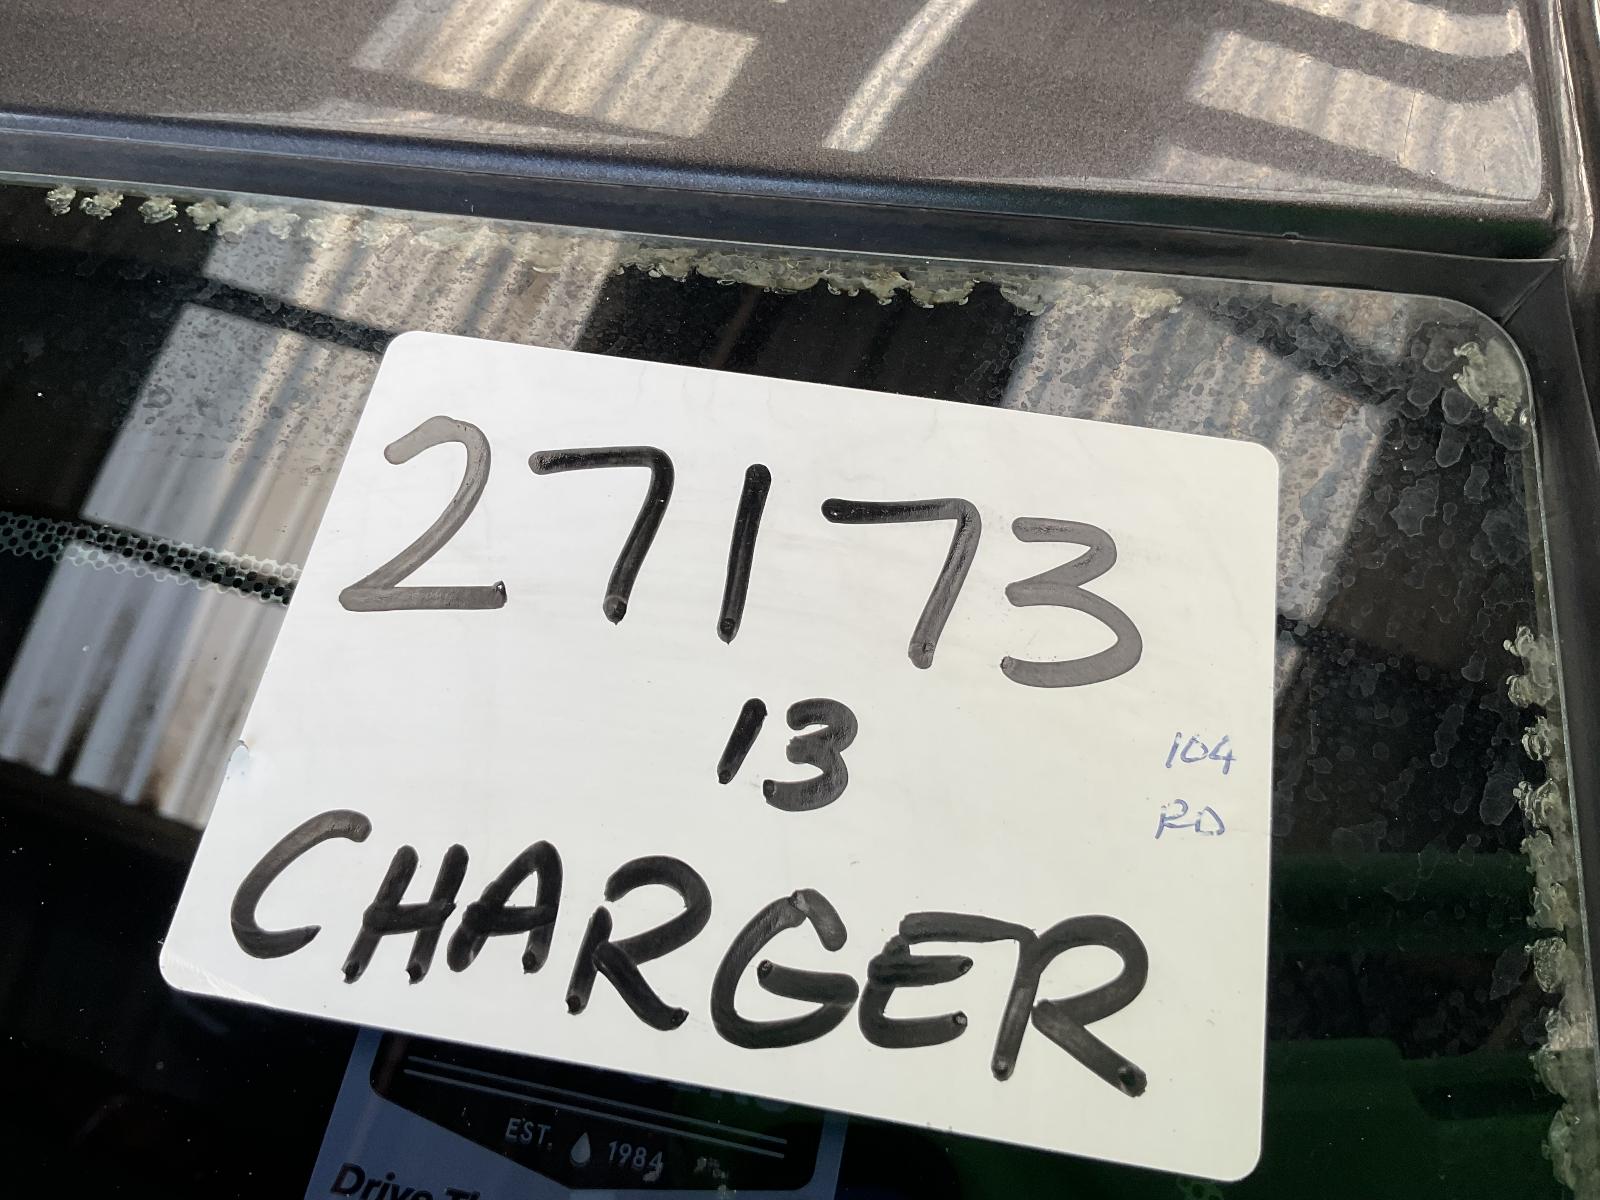 27173
13
104
RD
CHARGER
EST. 1984